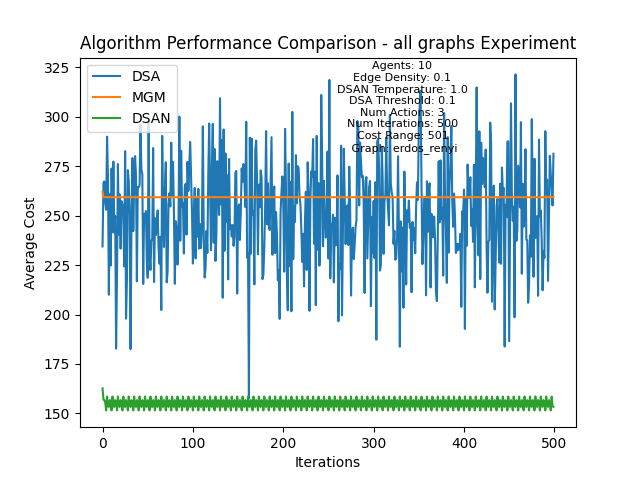 Algorithm Performance Comparison - all graphs Experiment
Average Cost
325
300
275
250
225
200
175
150
DSA
MGM
DSAN
Agents: 10
Edge Density: 0.1
DSAN Temperature: 1.0
DSA Threshold: 0.1
Num Actions: 3
Num Iterations: 500
Cost Range: 501
Graph: erdos_renyi
0 100 200 300 400 500
Iterations